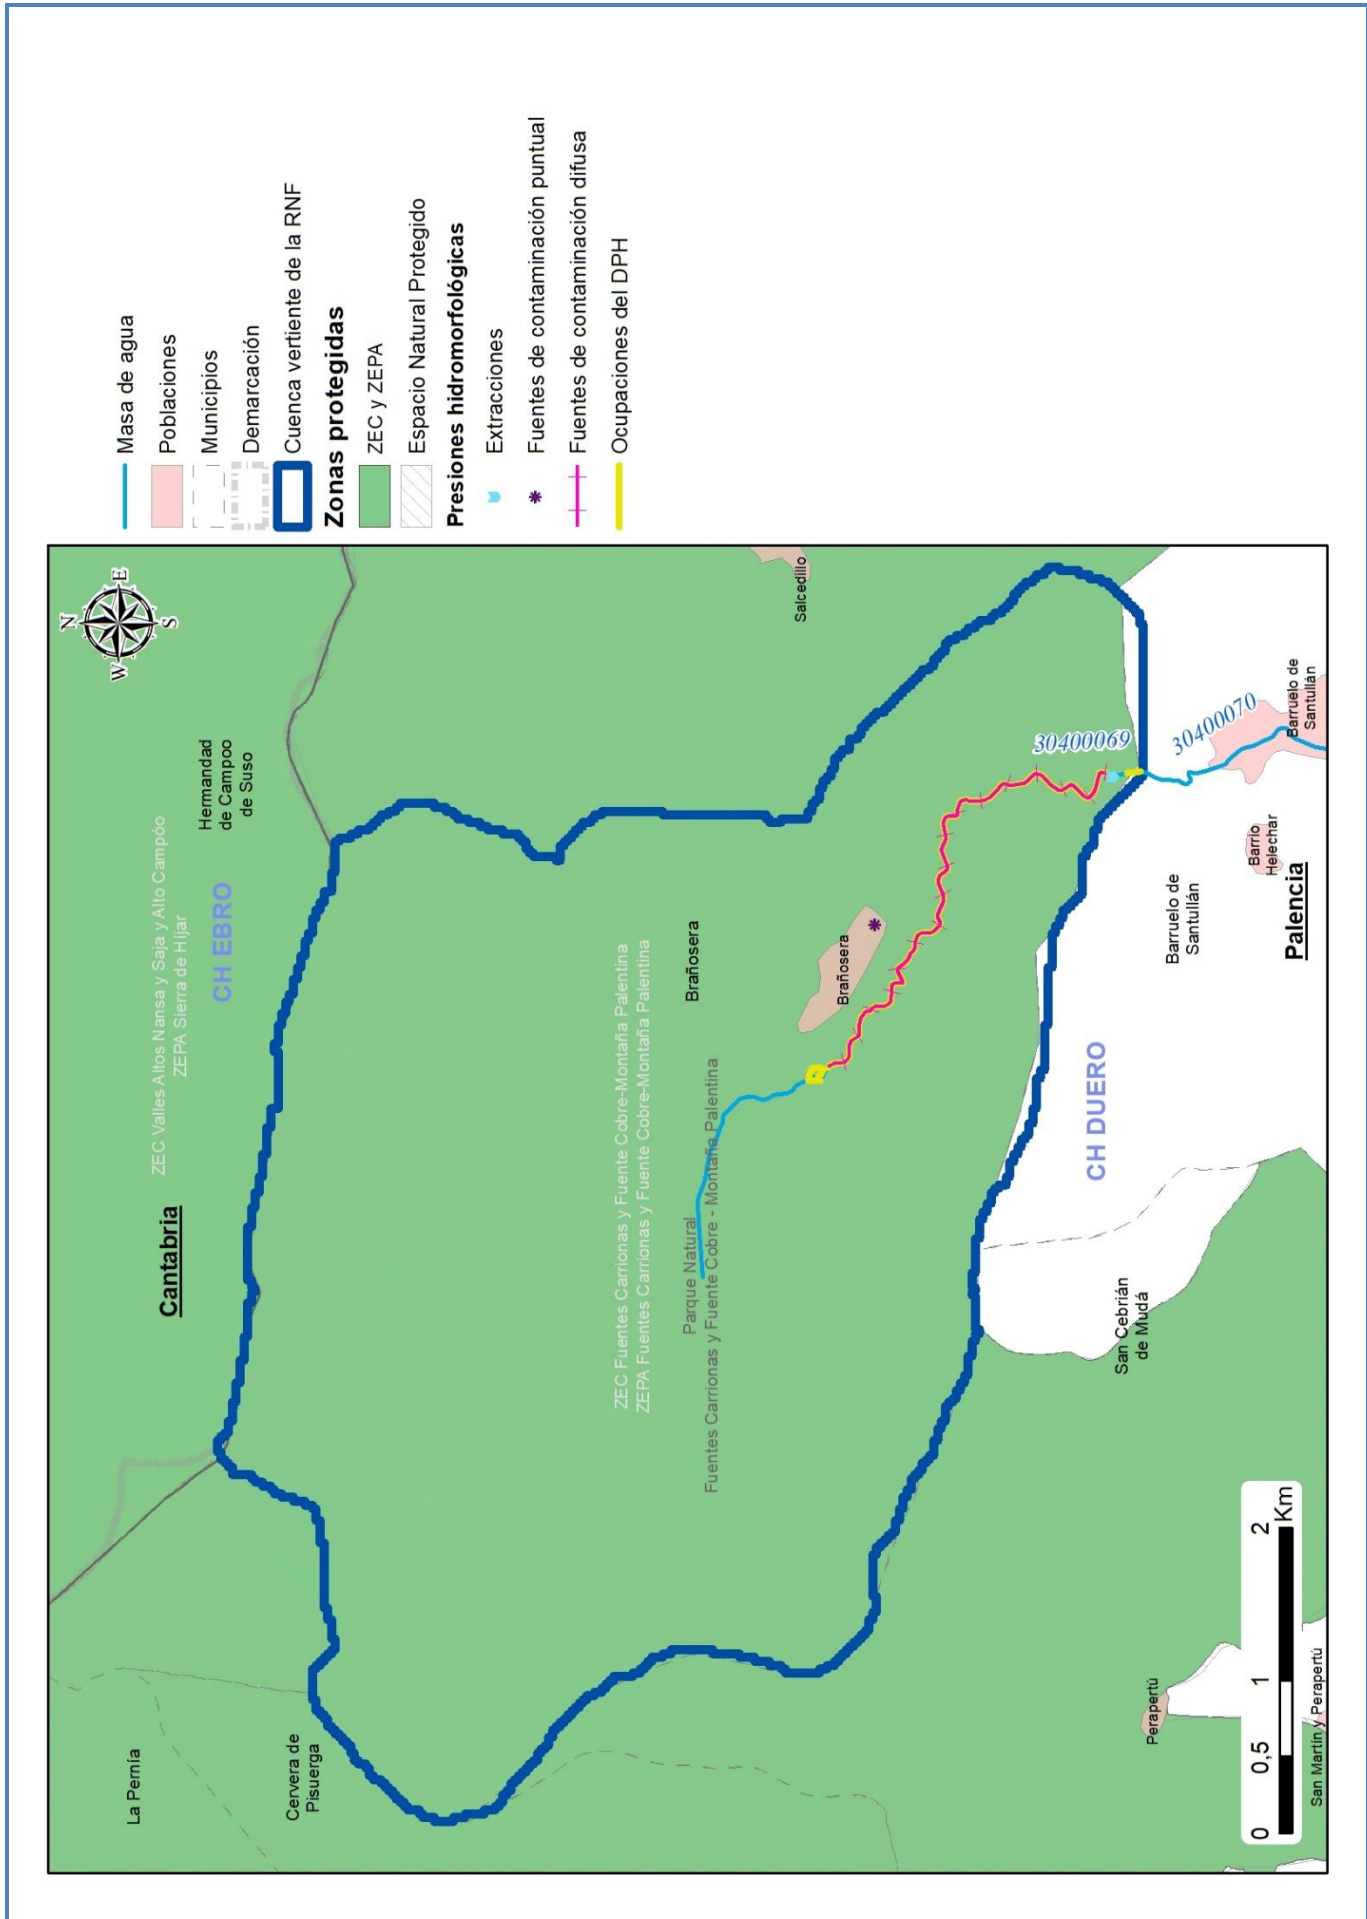 N
W
E
S
Cantabria
ZEC Valles Altos Nansa y Saja y Alto Campóo
ZEPA Sierra de Híjar
CH EBRO
Hermandad
de Campoo
de Suso
La Pernía
Cervera de
Pisuerga
ZEC Fuentes Carrionas y Fuente Cobre-Montaña Palentina
ZEPA Fuentes Carrionas y Fuente Cobre-Montaña Palentina
Brañosera
Parque Natural
Fuentes Carrionas y Fuente Cobre - Montaña Palentina
Salcedillo
Brañosera
30400069
30400070
CH DUERO
San Cebrián
de Mudá
Barruelo de
Santullán
Barrio
Helechar
Barruelo de
Santullán
Palencia
Perapertú
San Martín y Perapertú
0 0,5 1 2
Km
Masa de agua
Poblaciones
Municipios
Demarcación
Cuenca vertiente de la RNF
Zonas protegidas
ZEC y ZEPA
Espacio Natural Protegido
Presiones hidromorfológicas
Extracciones
Fuentes de contaminación puntual
Fuentes de contaminación difusa
Ocupaciones del DPH